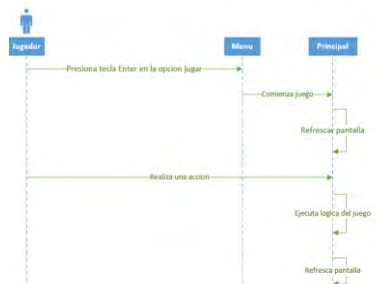 Jugador
Menu
Principal
Presiona tecla Enter en la opcion Jugar
Comienza juego
Refrescar pantalla
Realiza una accion
Ejecuta logica del juego
Refresca pantalla